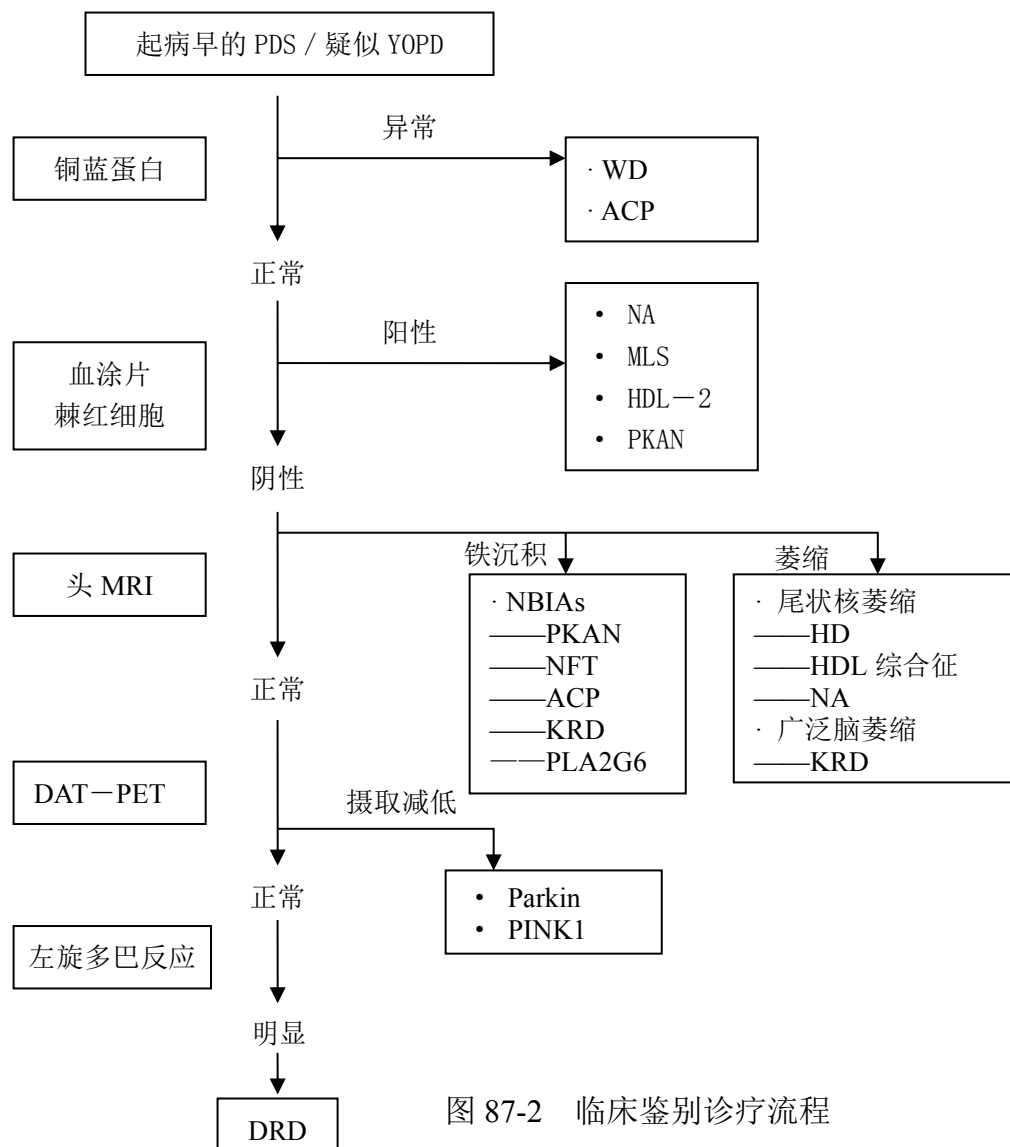 起病早的 PDS / 疑似 YOPD
异常
铜蓝蛋白
· WD
· ACP
正常
阳性
血涂片
棘红细胞
• NA
• MLS
• HDL－2
• PKAN
阴性
铁沉积
萎缩
头 MRI
· NBIAs
——PKAN
——NFT
——ACP
——KRD
——PLA2G6
· 尾状核萎缩
——HD
——HDL 综合征
——NA
· 广泛脑萎缩
——KRD
正常
DAT－PET
摄取减低
• Parkin
• PINK1
正常
左旋多巴反应
明显
DRD
图 87-2 临床鉴别诊疗流程